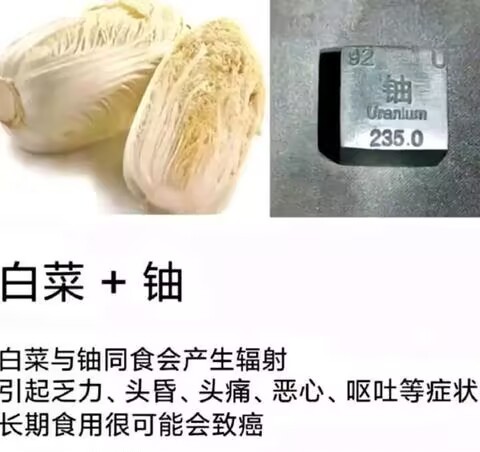 92 U
铀
Uranium
235.0
白菜 + 铀
白菜与铀同食会产生辐射
引起乏力、头昏、头痛、恶心、呕吐等症状
长期食用很可能会致癌